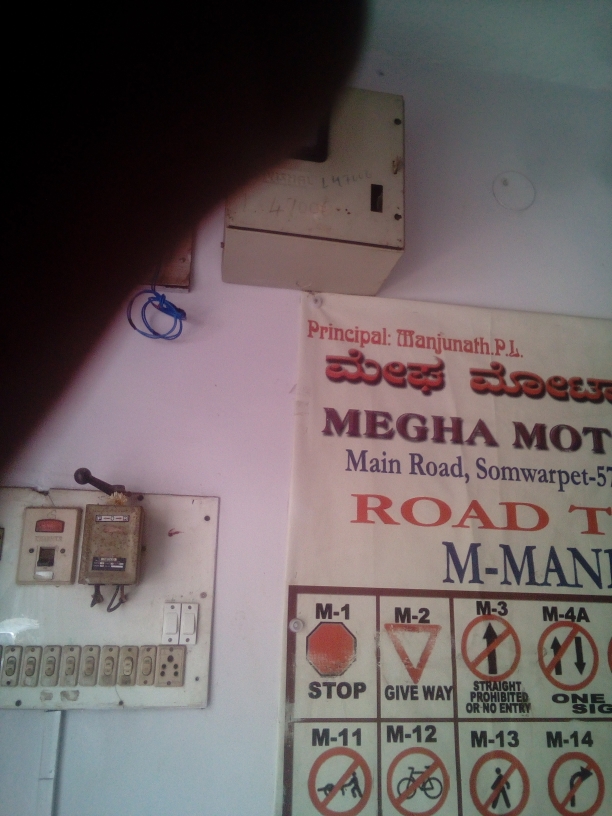 Principal: Manjunath.P.L.
ಮೇಘ ಮೋಟಾ
MEGHA MOT
Main Road, Somwarpet-57
ROAD T
M-MAN
M-1 M-2 M-3 M-4A
STOP GIVE WAY STRAIGHT PROHIBITED OR NO ENTRY ONE SIG
M-11 M-12 M-13 M-14